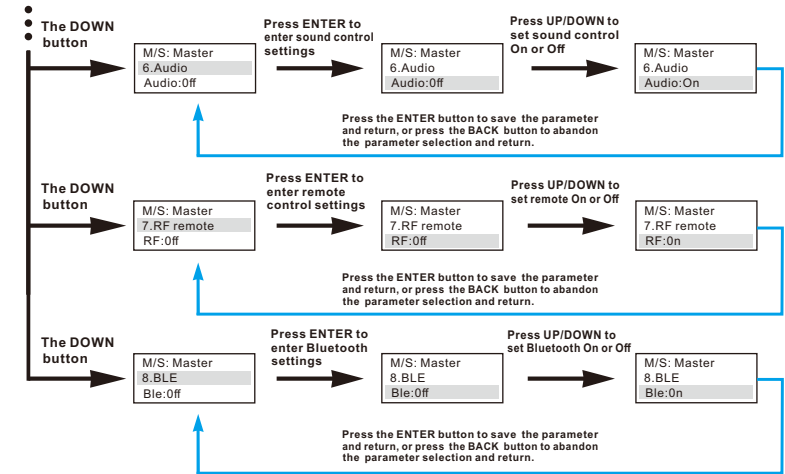 The DOWN
button
Press ENTER to
enter sound control
settings
Press UP/DOWN to
set sound control
On or Off
M/S: Master
6.Audio
Audio:0ff
M/S: Master
6.Audio
Audio:0ff
M/S: Master
6.Audio
Audio:On
Press the ENTER button to save the parameter
and return, or press the BACK button to abandon
the parameter selection and return.
The DOWN
button
Press ENTER to
enter remote
control settings
Press UP/DOWN to
set remote On or Off
M/S: Master
7.RF remote
RF:0ff
M/S: Master
7.RF remote
RF:0ff
M/S: Master
7.RF remote
RF:0n
Press the ENTER button to save the parameter
and return, or press the BACK button to abandon
the parameter selection and return.
The DOWN
button
Press ENTER to
enter Bluetooth
settings
Press UP/DOWN to
set Bluetooth On or Off
M/S: Master
8.BLE
Ble:0ff
M/S: Master
8.BLE
Ble:0ff
M/S: Master
8.BLE
Ble:0n
Press the ENTER button to save the parameter
and return, or press the BACK button to abandon
the parameter selection and return.